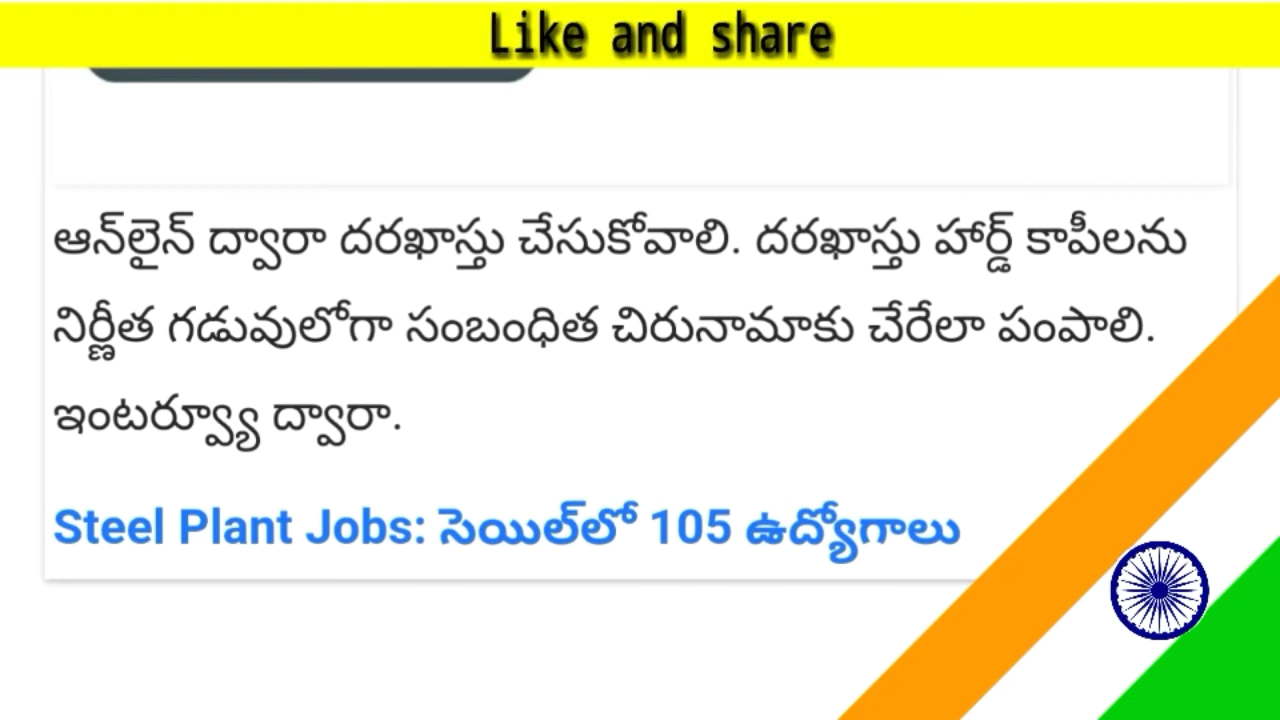 Like and share
ఆన్‌లైన్ ద్వారా దరఖాస్తు చేసుకోవాలి. దరఖాస్తు హార్డ్ కాపీలను
నిర్ణీత గడువులోగా సంబంధిత చిరునామాకు చేరేలా పంపాలి.
ఇంటర్వ్యూ ద్వారా.
Steel Plant Jobs: సెయిల్‌లో 105 ఉద్యోగాలు